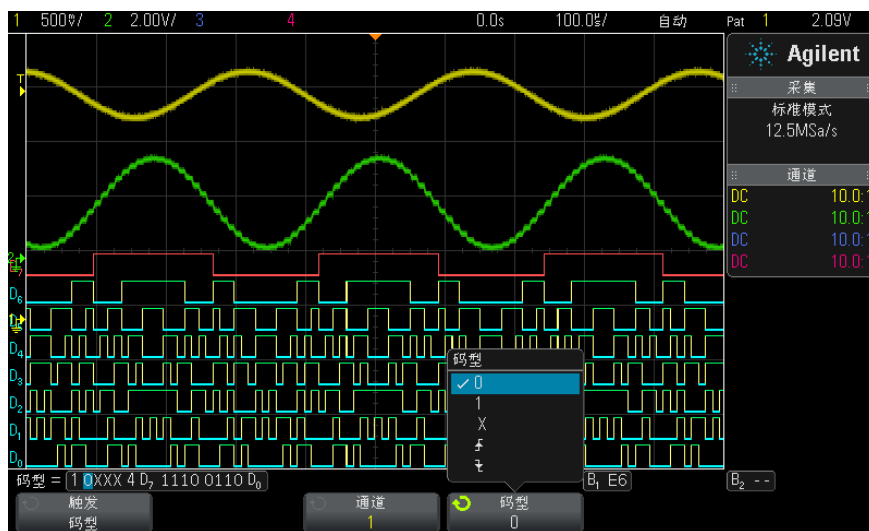 1 500㎷/ 2 2.00V/ 3 4 0.0s 100.0㎲/ 自动 Pat 1 2.09V
Agilent
采集
标准模式
12.5MSa/s
通道
DC 10.0:1
DC 10.0:1
DC 10.0:1
DC 10.0:1
T
2
D₆
D₄
D₃
D₂
D₁
D₀
码型
✓ 0
1
X
码型 = 1 0XXX 4 D₇ 1110 0110 D₀ B₁ E6 B₂ --
触发
码型
通道
1
码型
0